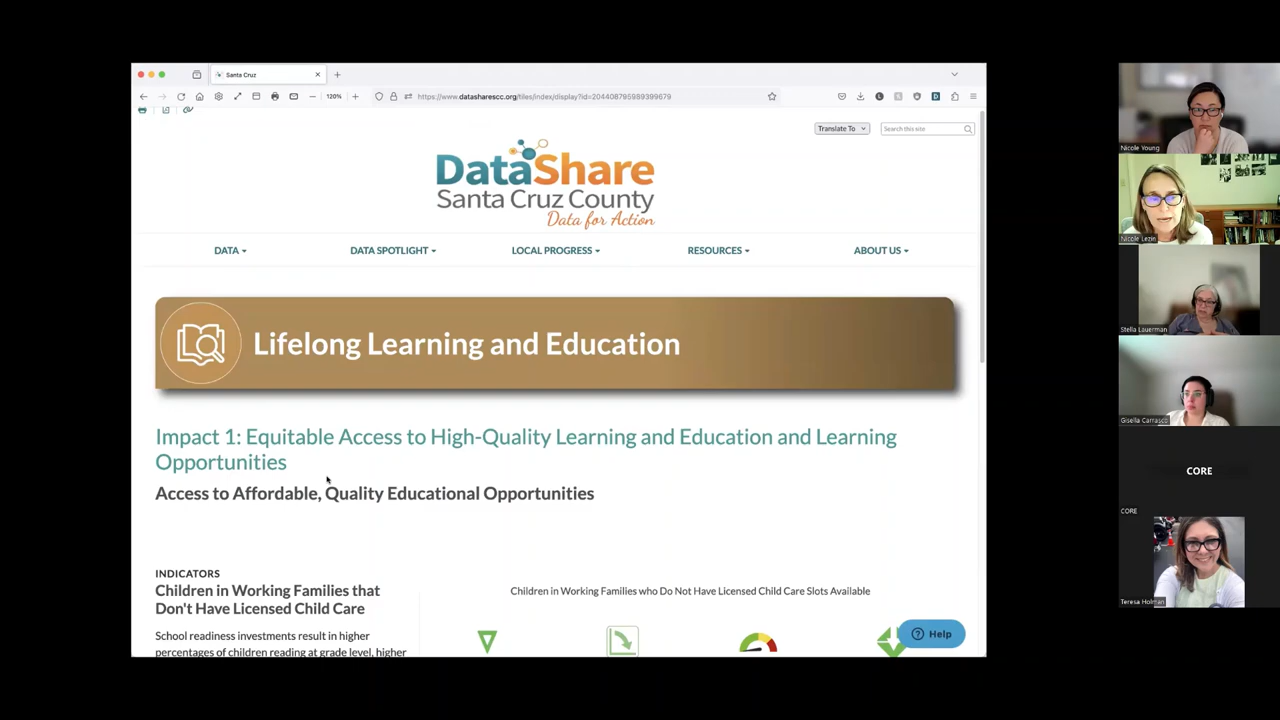 Santa Cruz
120%
https://www.datasharescc.org/tiles/index/display?id=204408795989399679
Translate To
Search this site
DataShare
Santa Cruz County
Data for Action
DATA
DATA SPOTLIGHT
LOCAL PROGRESS
RESOURCES
ABOUT US
Lifelong Learning and Education
Impact 1: Equitable Access to High-Quality Learning and Education and Learning
Opportunities
Access to Affordable, Quality Educational Opportunities
INDICATORS
Children in Working Families that
Don't Have Licensed Child Care
School readiness investments result in higher
percentages of children reading at grade level, higher
Children in Working Families who Do Not Have Licensed Child Care Slots Available
Help
Nicole Young
Nicole Lezin
Stella Lauerman
Gisella Carrasco
CORE
CORE
Teresa Holman